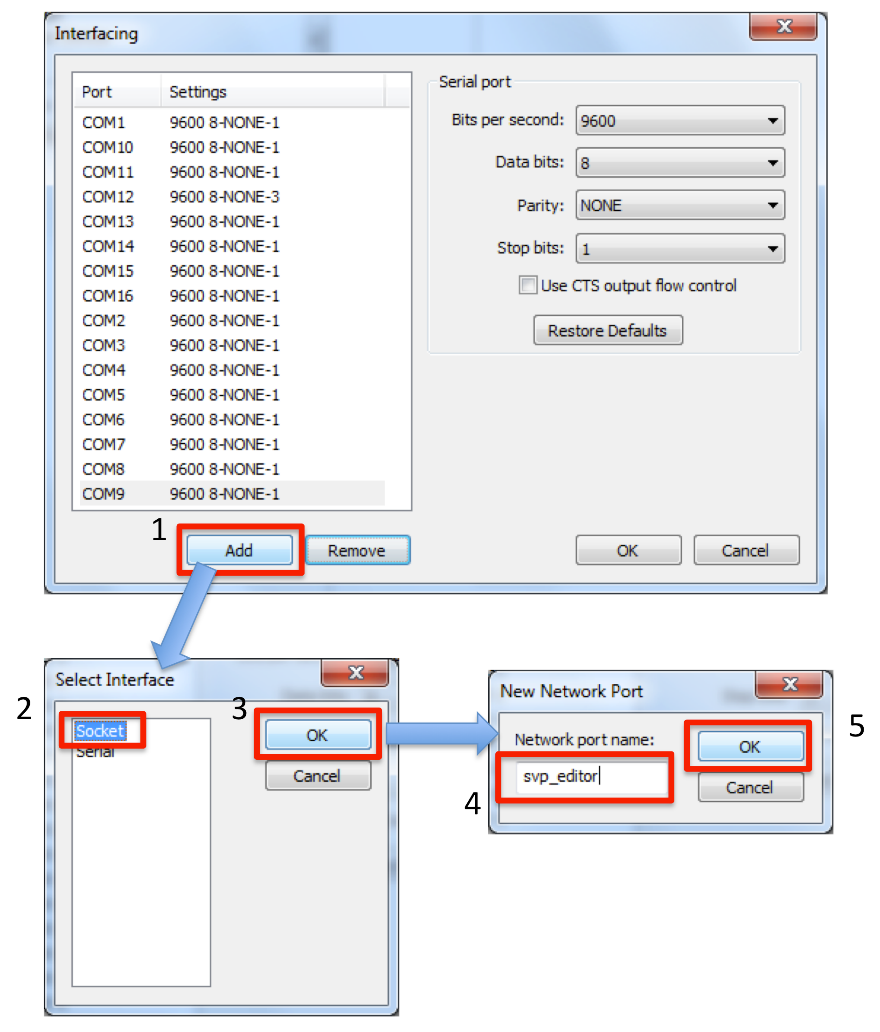 Interfacing
Port Settings
COM1 9600 8-NONE-1
COM10 9600 8-NONE-1
COM11 9600 8-NONE-1
COM12 9600 8-NONE-3
COM13 9600 8-NONE-1
COM14 9600 8-NONE-1
COM15 9600 8-NONE-1
COM16 9600 8-NONE-1
COM2 9600 8-NONE-1
COM3 9600 8-NONE-1
COM4 9600 8-NONE-1
COM5 9600 8-NONE-1
COM6 9600 8-NONE-1
COM7 9600 8-NONE-1
COM8 9600 8-NONE-1
COM9 9600 8-NONE-1
Serial port
Bits per second: 9600
Data bits: 8
Parity: NONE
Stop bits: 1
Use CTS output flow control
Restore Defaults
1
Add Remove OK Cancel
Select Interface
2
Socket
Serial
3
OK
Cancel
New Network Port
Network port name:
svp_editor
4
OK
5
Cancel